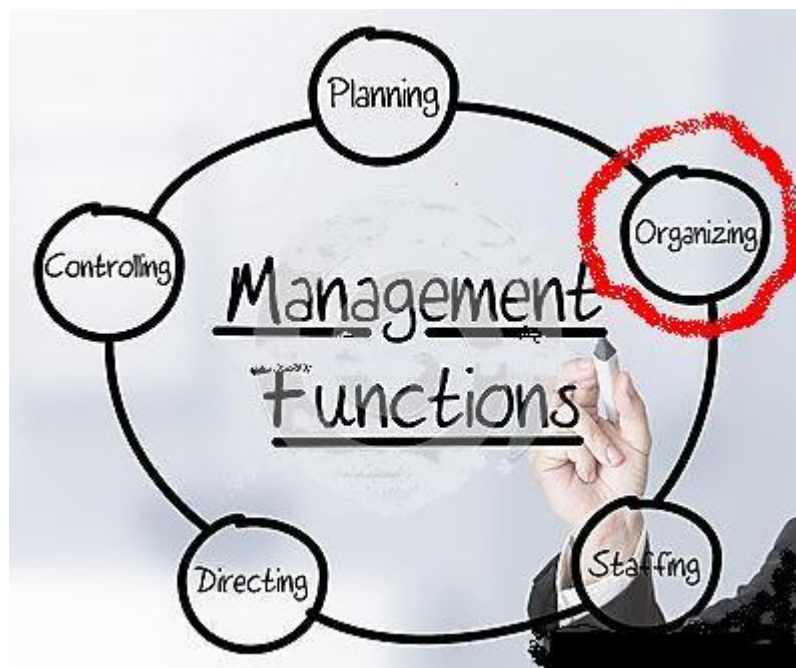 Planning
Organizing
Controlling
Management
Functions
Directing
Staffing